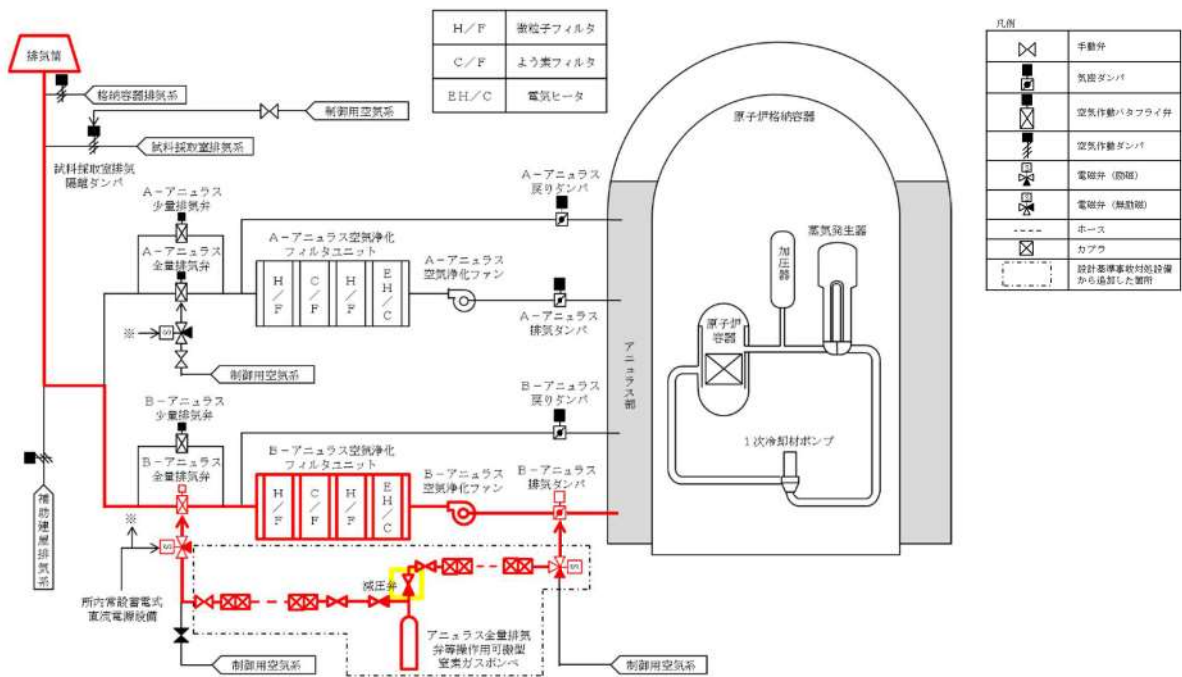 H/F 微粒子フィルタ
C/F よう素フィルタ
EH/C 電気ヒータ
凡例
手動弁
気密ダンパ
空気作動バタフライ弁
空気作動ダンパ
S
電磁弁(励磁)
S
電磁弁(無励磁)
ホース
カプラ
設計基準事故対処設備
から追加した箇所
排気筒
格納容器排気系
制御用空気系
試料採取室排気系
試料採取室排気
隔離ダンパ
A-アニュラス
少量排気弁
A-アニュラス
全量排気弁
A-アニュラス空気浄化
フィルタユニット
H/F
C/F
H/F
EH/C
A-アニュラス
空気浄化ファン
A-アニュラス
戻りダンパ
A-アニュラス
排気ダンパ
※
S
制御用空気系
B-アニュラス
少量排気弁
B-アニュラス
全量排気弁
B-アニュラス空気浄化
フィルタユニット
H/F
C/F
H/F
EH/C
B-アニュラス
空気浄化ファン
B-アニュラス
戻りダンパ
B-アニュラス
排気ダンパ
原子炉格納容器
アニュラス部
加圧器
蒸気発生器
原子炉
容器
1次冷却材ポンプ
補助建屋排気系
※
S
所内常設蓄電式
直流電源設備
減圧弁
S
アニュラス全量排気
弁等操作用可搬型
窒素ガスボンベ
制御用空気系
制御用空気系